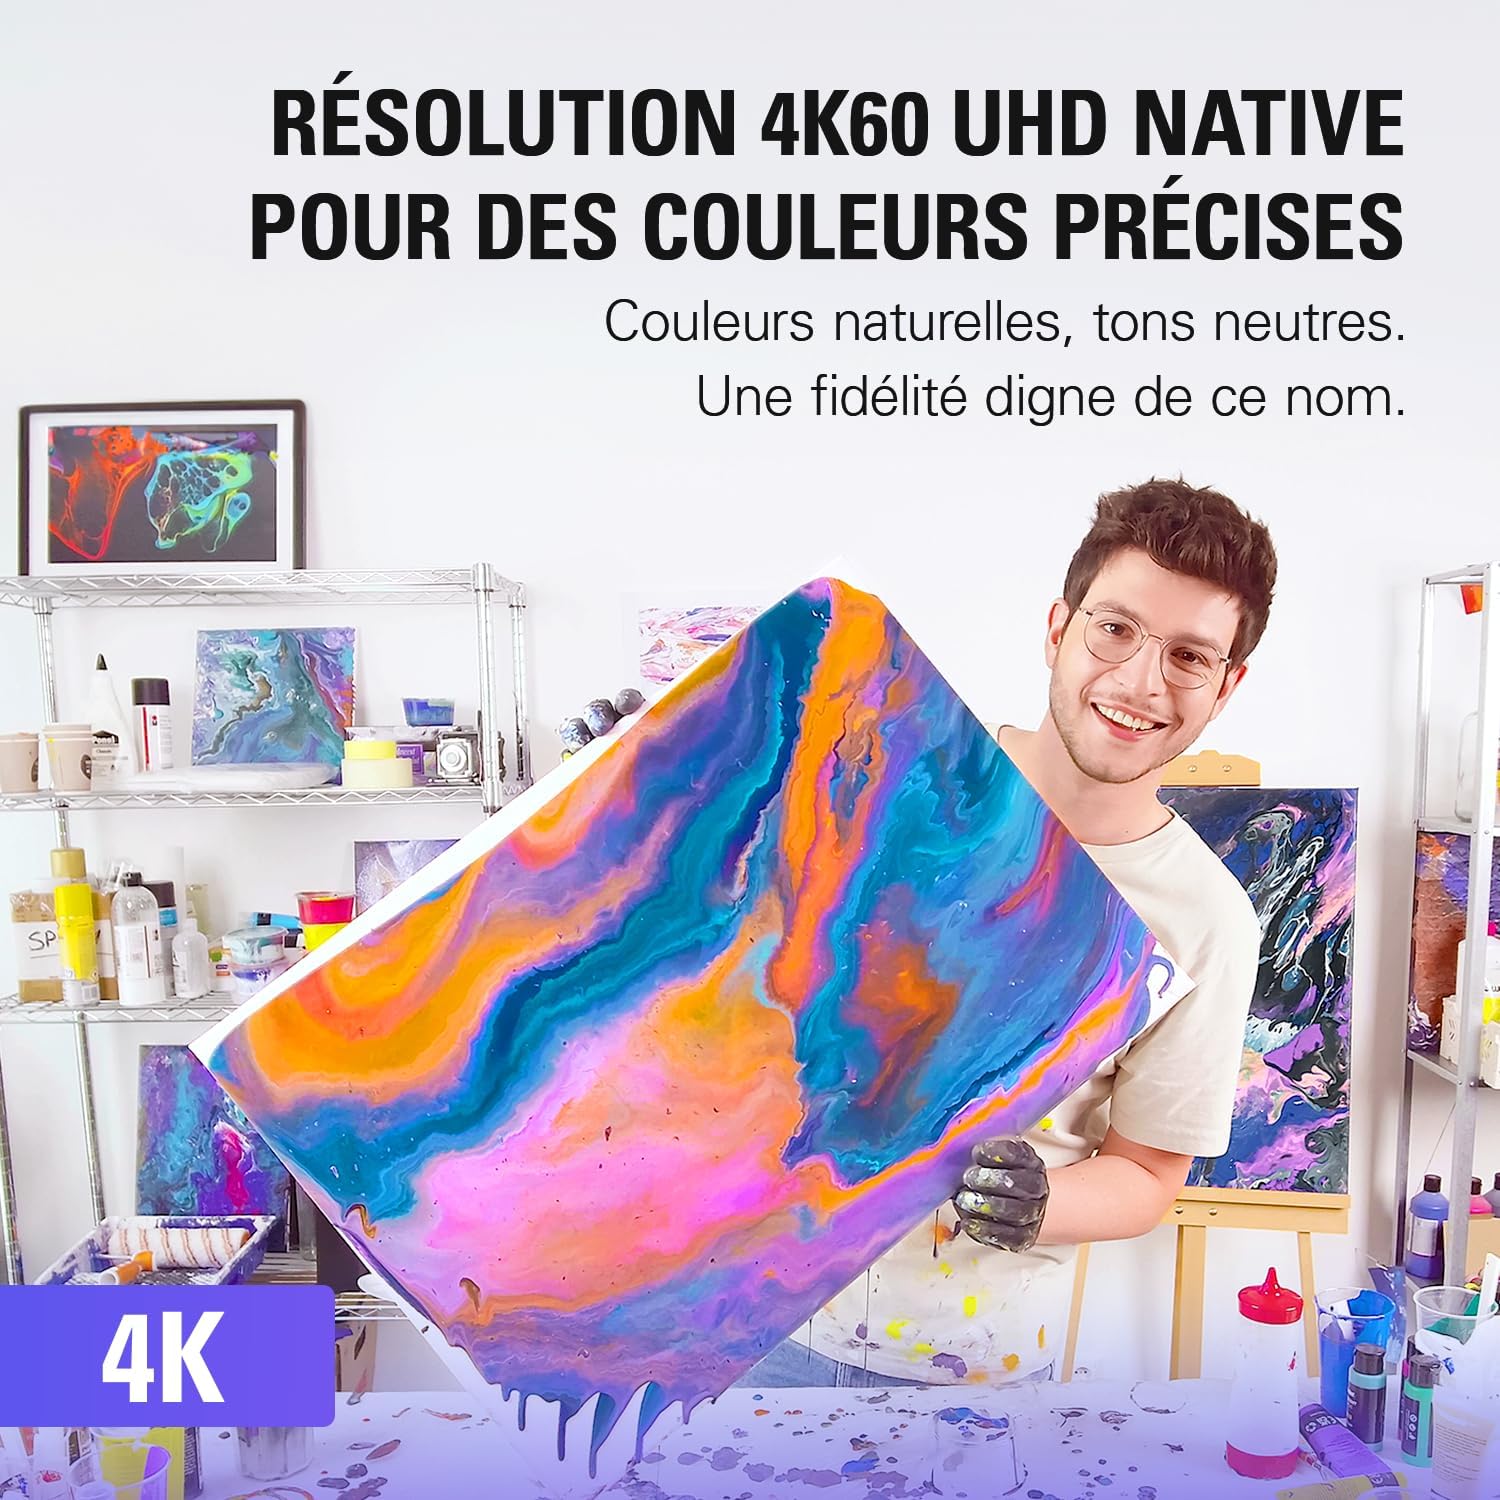 RÉSOLUTION 4K60 UHD NATIVE
POUR DES COULEURS PRÉCISES
Couleurs naturelles, tons neutres.
Une fidélité digne de ce nom.
SP
4K